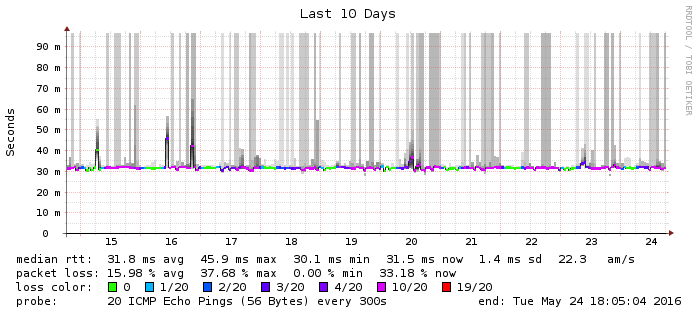 Last 10 Days
RRDTOOL / TOBI OETIKER
Seconds
90 m
80 m
70 m
60 m
50 m
40 m
30 m
20 m
10 m
0
15 16 17 18 19 20 21 22 23 24
median rtt: 31.8 ms avg 45.9 ms max 30.1 ms min 31.5 ms now 1.4 ms sd 22.3 am/s
packet loss: 15.98 % avg 37.68 % max 0.00 % min 33.18 % now
loss color: 0 1/20 2/20 3/20 4/20 10/20 19/20
probe: 20 ICMP Echo Pings (56 Bytes) every 300s end: Tue May 24 18:05:04 2016